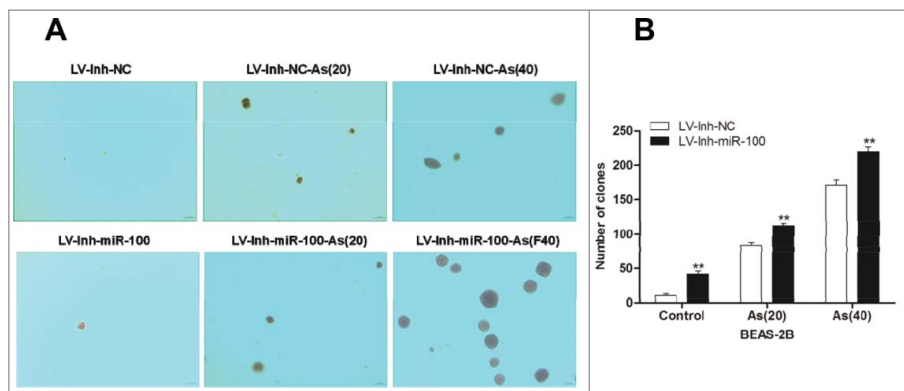 A
LV-Inh-NC
LV-Inh-NC-As(20)
LV-Inh-NC-As(40)
LV-Inh-miR-100
LV-Inh-miR-100-As(20)
LV-Inh-miR-100-As(F40)
B
LV-Inh-NC
LV-Inh-miR-100
Number of clones
250
200
150
100
50
0
**
**
**
Control
As(20)
As(40)
BEAS-2B